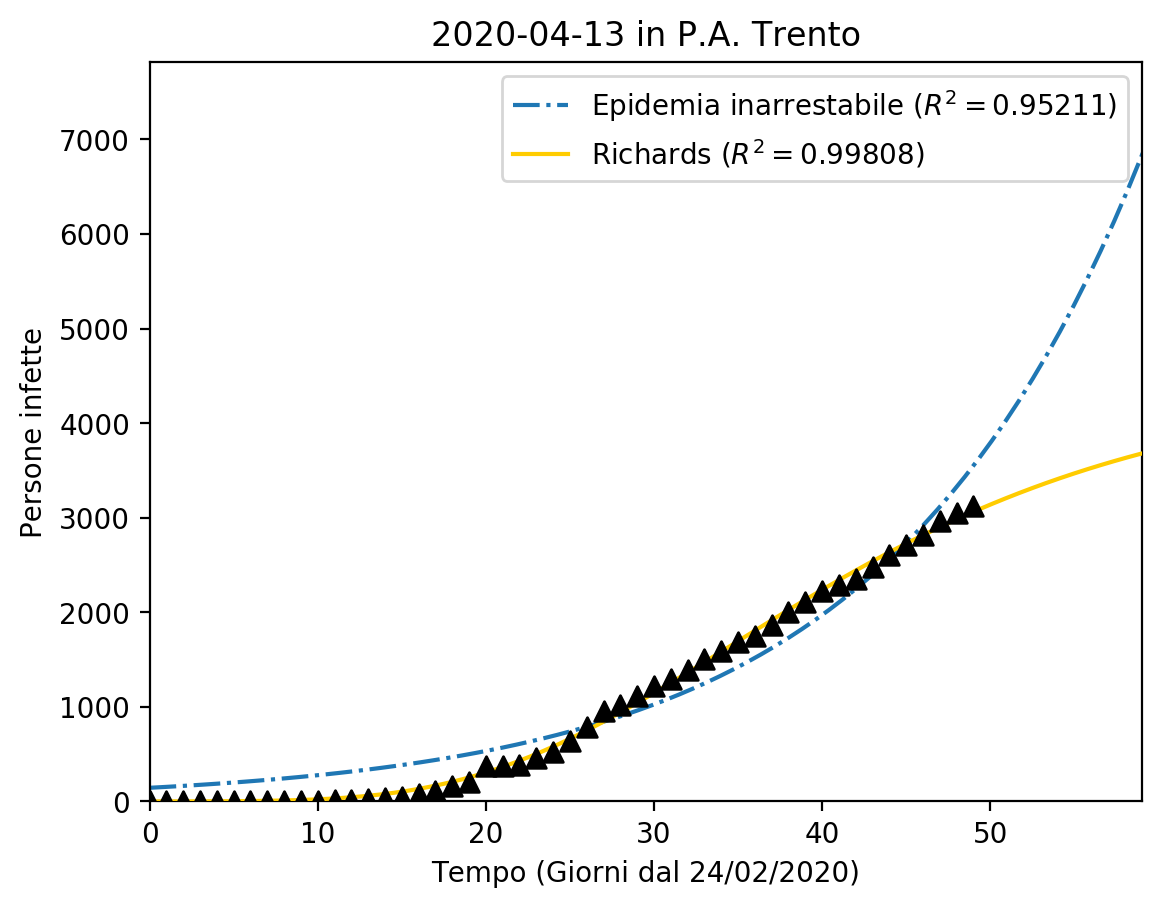 2020-04-13 in P.A. Trento
Epidemia inarrestabile (R² = 0.95211)
Richards (R² = 0.99808)
7000
6000
5000
4000
3000
2000
1000
0
Persone infette
0 10 20 30 40 50
Tempo (Giorni dal 24/02/2020)